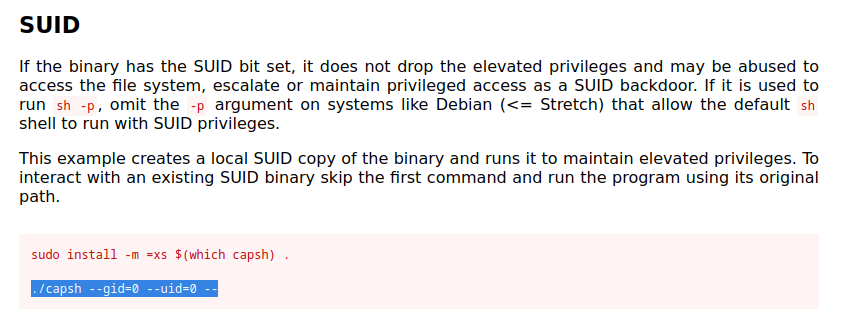 SUID
If the binary has the SUID bit set, it does not drop the elevated privileges and may be abused to
access the file system, escalate or maintain privileged access as a SUID backdoor. If it is used to
run sh -p, omit the -p argument on systems like Debian (<= Stretch) that allow the default sh
shell to run with SUID privileges.
This example creates a local SUID copy of the binary and runs it to maintain elevated privileges. To
interact with an existing SUID binary skip the first command and run the program using its original
path.
sudo install -m =xs $(which capsh) .
./capsh --gid=0 --uid=0 --